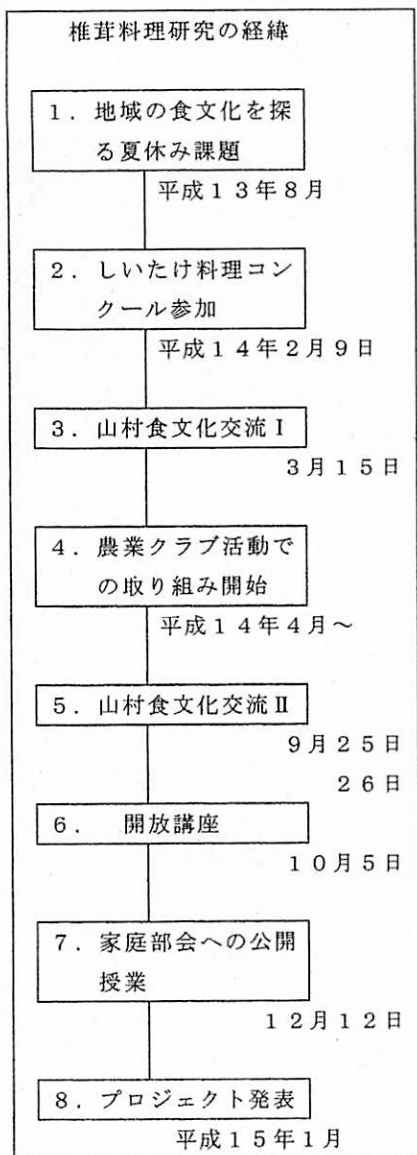 椎茸料理研究の経緯
１．地域の食文化を探
る夏休み課題
平成１３年８月
２．しいたけ料理コン
クール参加
平成１４年２月９日
３．山村食文化交流Ⅰ
３月１５日
４．農業クラブ活動で
の取り組み開始
平成１４年４月～
５．山村食文化交流Ⅱ
９月２５日
２６日
６．　開放講座
１０月５日
７．家庭部会への公開
授業
１２月１２日
８．プロジェクト発表
平成１５年１月